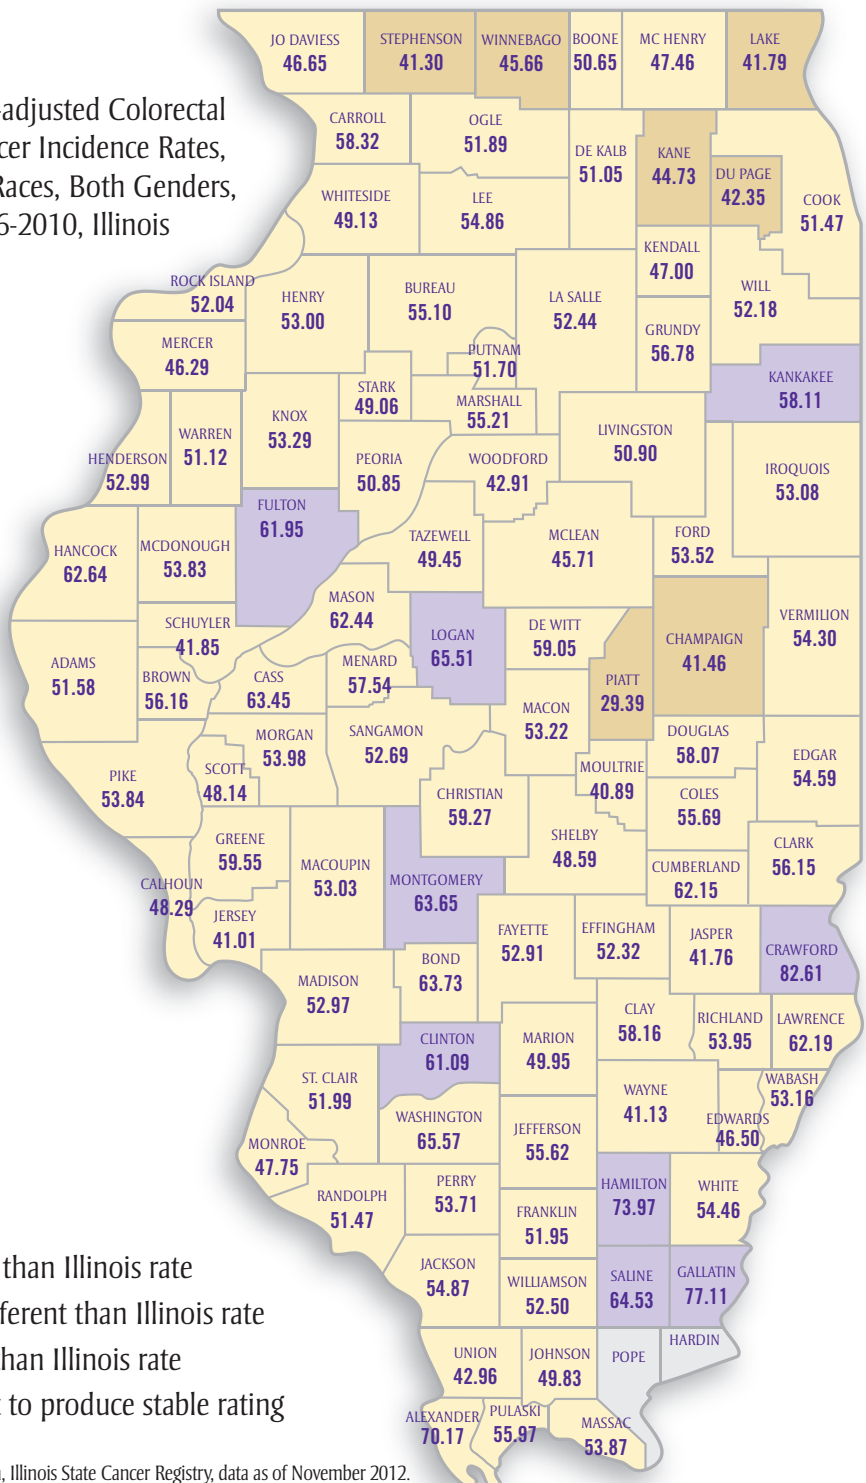 -adjusted Colorectal
cer Incidence Rates,
Races, Both Genders,
6-2010, Illinois
JO DAVIESS
46.65
STEPHENSON
41.30
WINNEBAGO
45.66
BOONE
50.65
MC HENRY
47.46
LAKE
41.79
CARROLL
58.32
OGLE
51.89
DE KALB
51.05
KANE
44.73
DU PAGE
42.35
COOK
51.47
WHITESIDE
49.13
LEE
54.86
KENDALL
47.00
ROCK ISLAND
52.04
HENRY
53.00
BUREAU
55.10
LA SALLE
52.44
WILL
52.18
GRUNDY
56.78
MERCER
46.29
PUTNAM
51.70
KANKAKEE
58.11
STARK
49.06
MARSHALL
55.21
KNOX
53.29
WARREN
51.12
HENDERSON
52.99
PEORIA
50.85
WOODFORD
42.91
LIVINGSTON
50.90
IROQUOIS
53.08
FULTON
61.95
HANCOCK
62.64
MCDONOUGH
53.83
TAZEWELL
49.45
MCLEAN
45.71
FORD
53.52
MASON
62.44
SCHUYLER
41.85
LOGAN
65.51
DE WITT
59.05
CHAMPAIGN
41.46
VERMILION
54.30
ADAMS
51.58
BROWN
56.16
CASS
63.45
MENARD
57.54
PIATT
29.39
MACON
53.22
MORGAN
53.98
SANGAMON
52.69
DOUGLAS
58.07
EDGAR
54.59
PIKE
53.84
SCOTT
48.14
CHRISTIAN
59.27
MOULTRIE
40.89
COLES
55.69
GREENE
59.55
MACOUPIN
53.03
SHELBY
48.59
CLARK
56.15
CALHOUN
48.29
MONTGOMERY
63.65
CUMBERLAND
62.15
JERSEY
41.01
FAYETTE
52.91
EFFINGHAM
52.32
JASPER
41.76
CRAWFORD
82.61
BOND
63.73
MADISON
52.97
CLAY
58.16
RICHLAND
53.95
LAWRENCE
62.19
CLINTON
61.09
MARION
49.95
ST. CLAIR
51.99
WABASH
53.16
WAYNE
41.13
EDWARDS
46.50
WASHINGTON
65.57
JEFFERSON
55.62
MONROE
47.75
RANDOLPH
51.47
PERRY
53.71
HAMILTON
73.97
WHITE
54.46
FRANKLIN
51.95
JACKSON
54.87
WILLIAMSON
52.50
SALINE
64.53
GALLATIN
77.11
than Illinois rate
fferent than Illinois rate
than Illinois rate
t to produce stable rating
UNION
42.96
JOHNSON
49.83
POPE
HARDIN
ALEXANDER
70.17
PULASKI
55.97
MASSAC
53.87
Illinois State Cancer Registry, data as of November 2012.